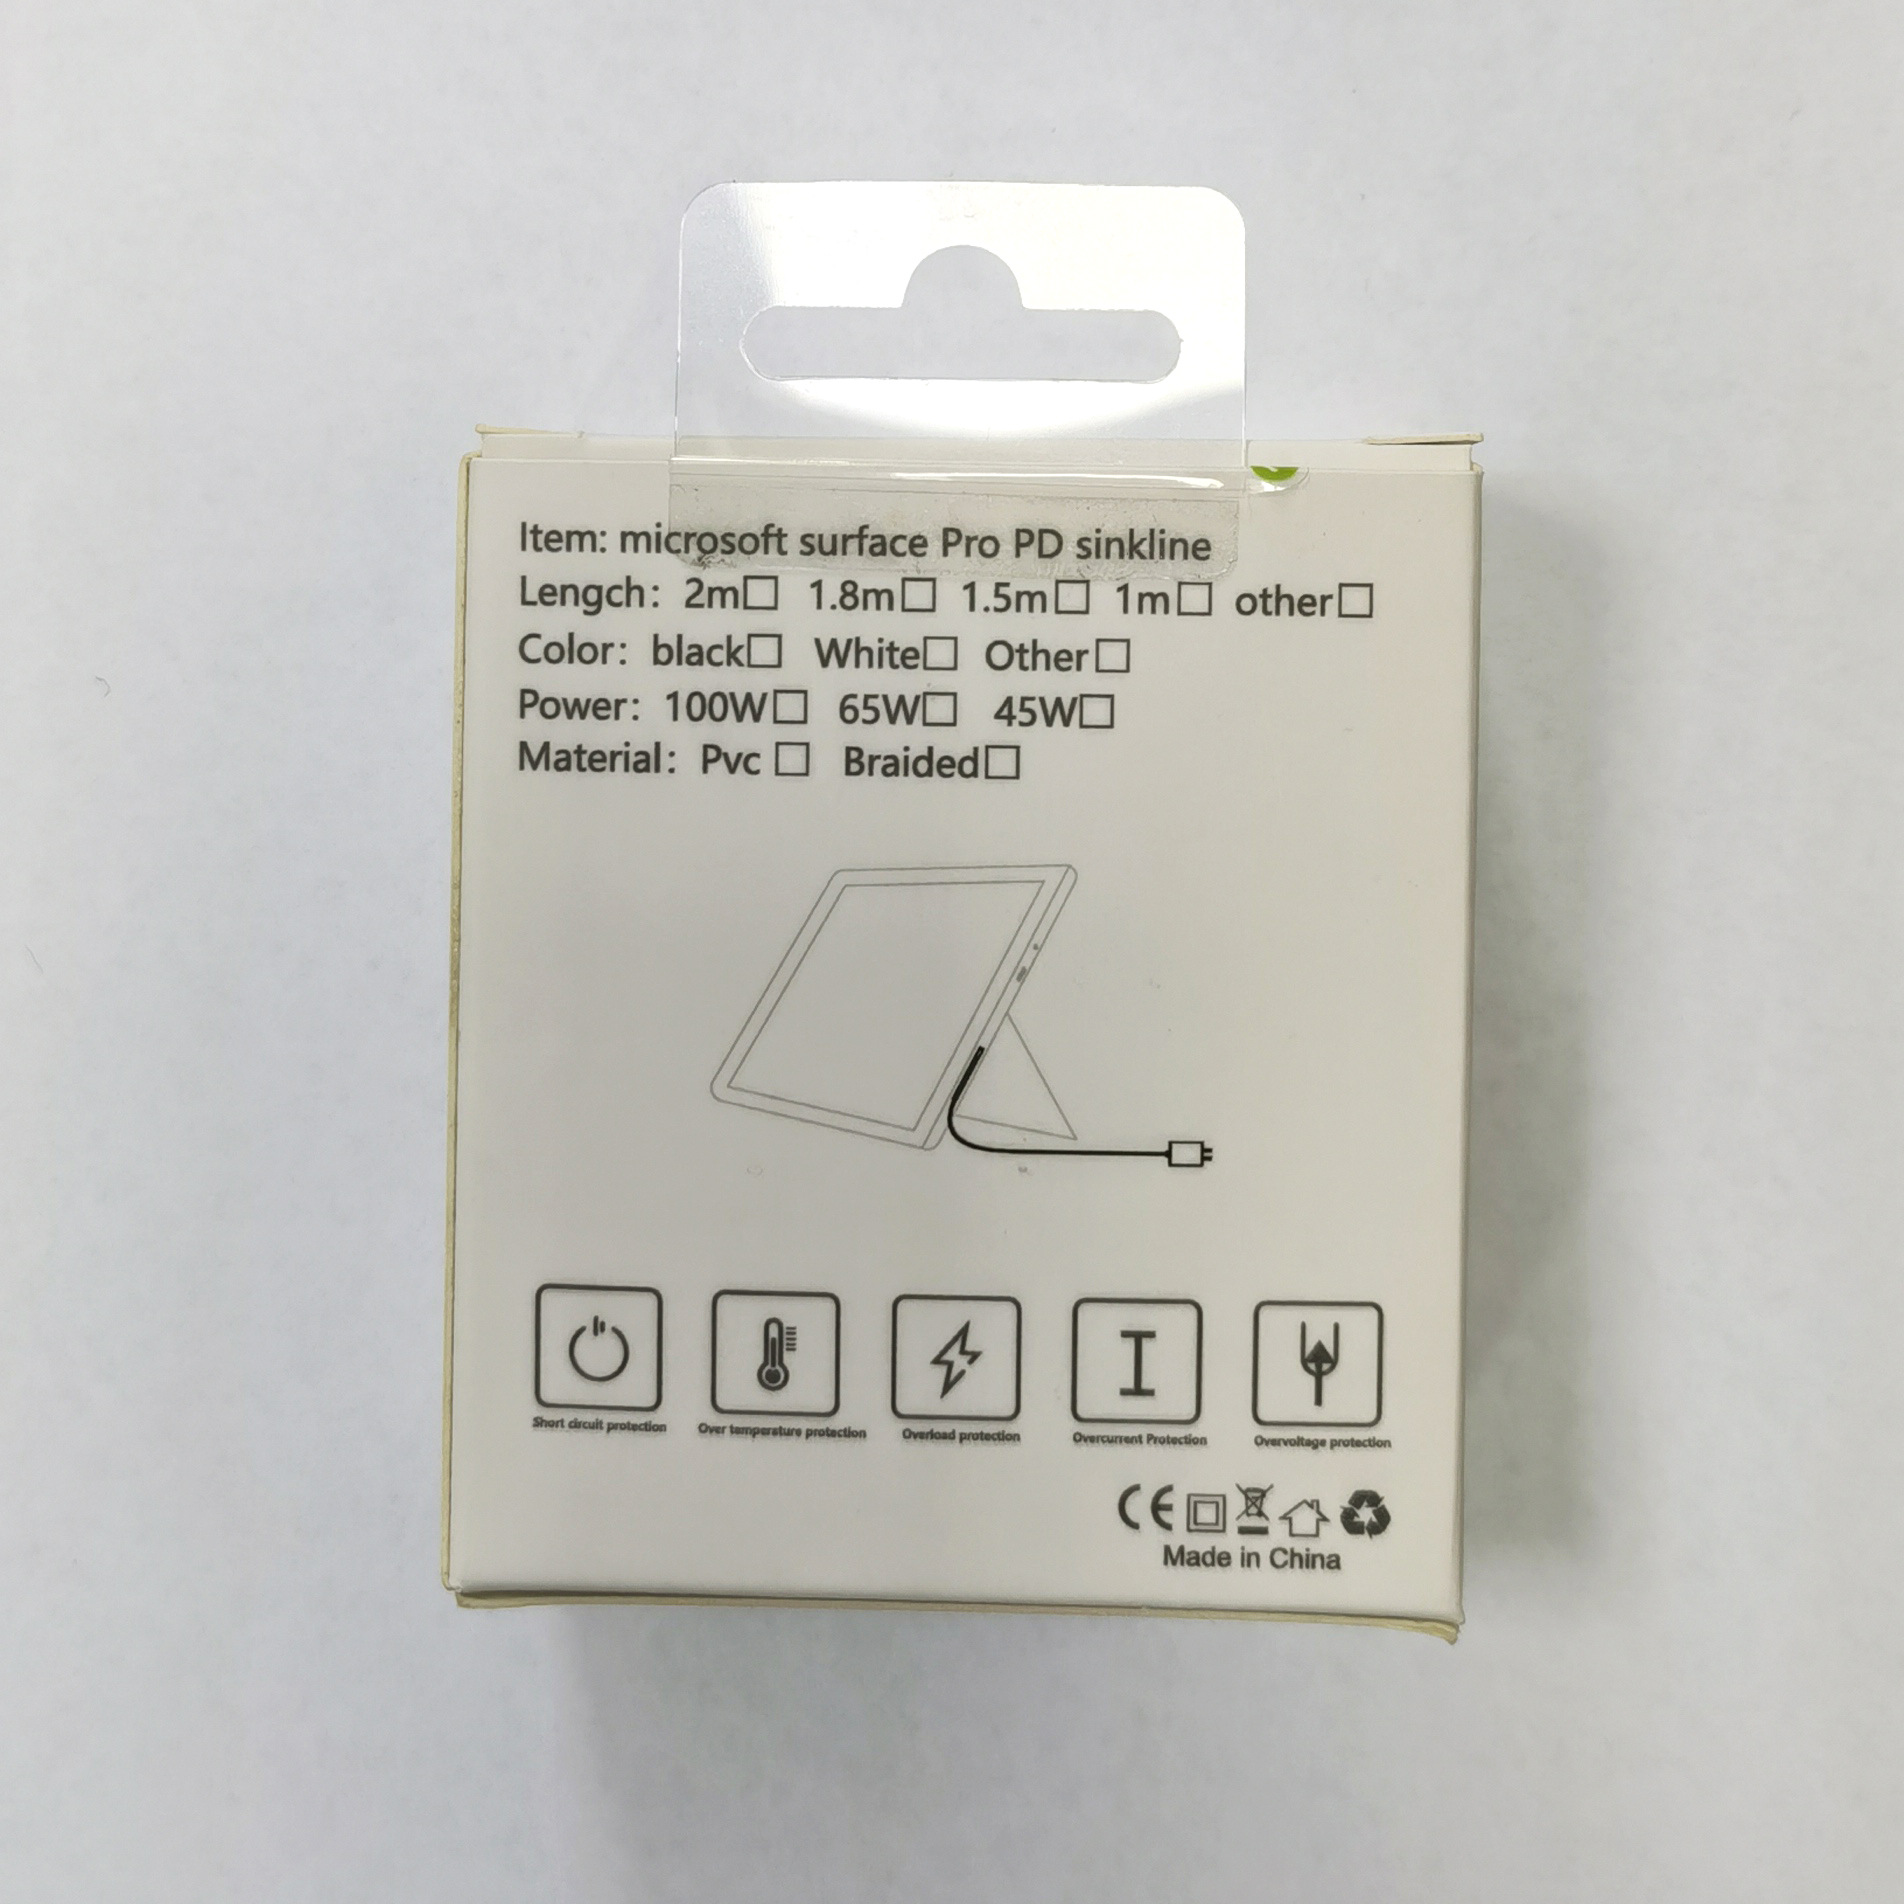 Item: microsoft surface Pro PD sinkline
Lengch: 2m□ 1.8m□ 1.5m□ 1m□ other□
Color: black□ White□ Other□
Power: 100W□ 65W□ 45W□
Material: Pvc □ Braided□
Short circuit protection Over temperature protection Overload protection Overcurrent Protection Overvoltage protection
CE
Made in China